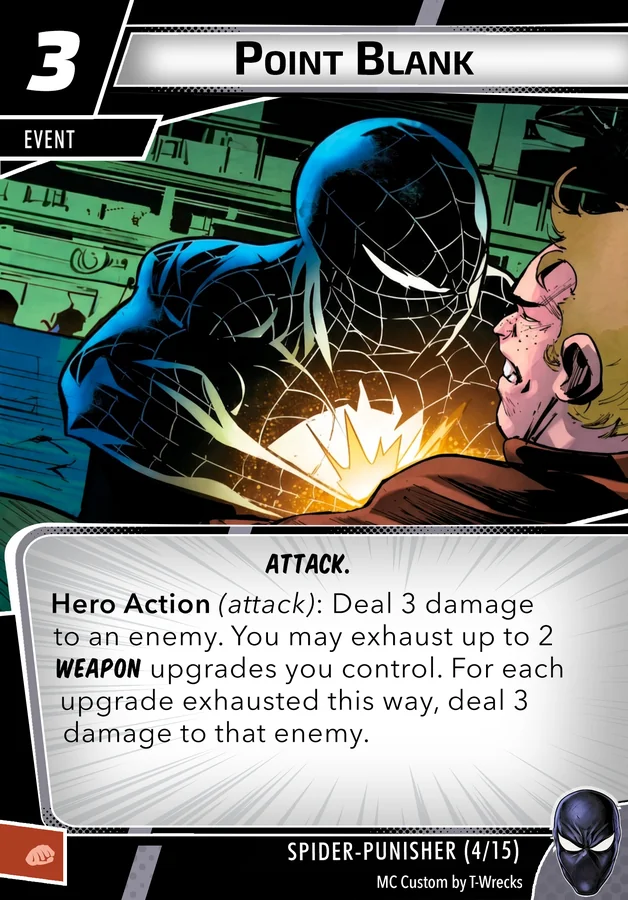 3
POINT BLANK
EVENT
ATTACK.
Hero Action (attack): Deal 3 damage
to an enemy. You may exhaust up to 2
WEAPON upgrades you control. For each
upgrade exhausted this way, deal 3
damage to that enemy.
SPIDER-PUNISHER (4/15)
MC Custom by T-Wrecks